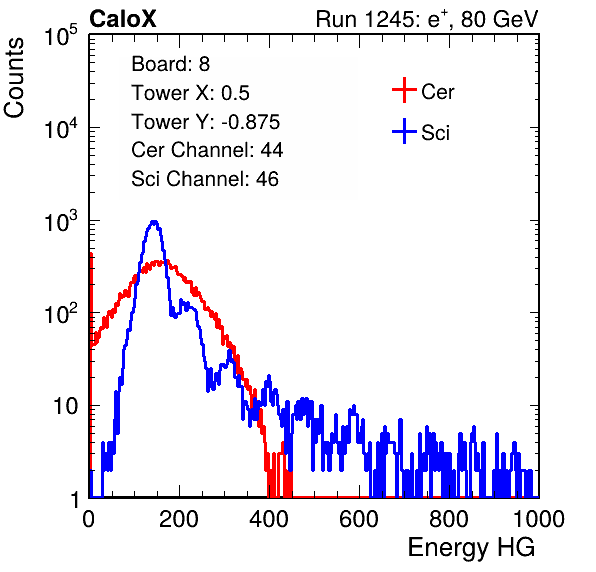 CaloX Run 1245: e⁺, 80 GeV
Counts
Board: 8
Tower X: 0.5
Tower Y: -0.875
Cer Channel: 44
Sci Channel: 46
Cer
Sci
10⁵
10⁴
10³
10²
10
1
0 200 400 600 800 1000
Energy HG